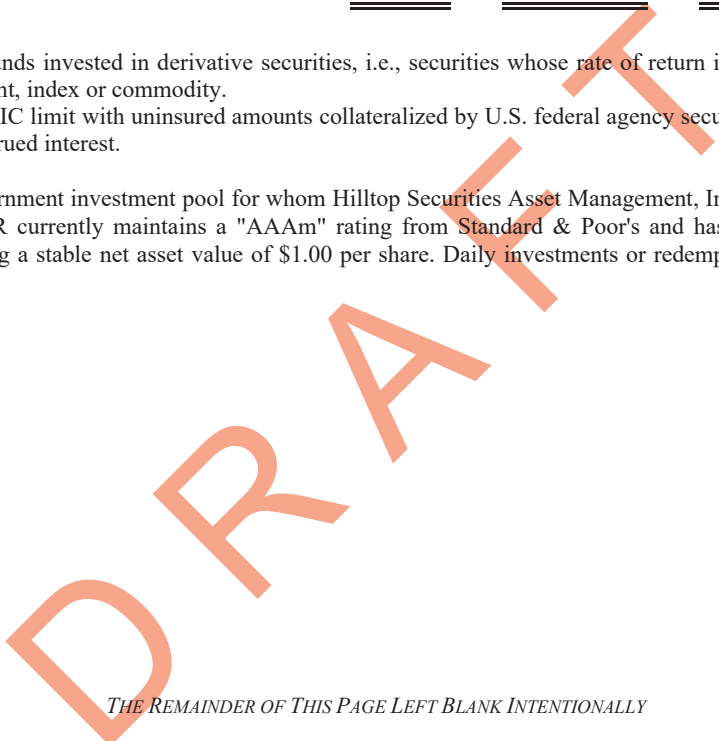 nds invested in derivative securities, i.e., securities whose rate of return i
nt, index or commodity.
IC limit with uninsured amounts collateralized by U.S. federal agency secu
rued interest.
ernment investment pool for whom Hilltop Securities Asset Management, In
R currently maintains a "AAAm" rating from Standard & Poor's and has
g a stable net asset value of $1.00 per share. Daily investments or redemp
DRAFT
THE REMAINDER OF THIS PAGE LEFT BLANK INTENTIONALLY